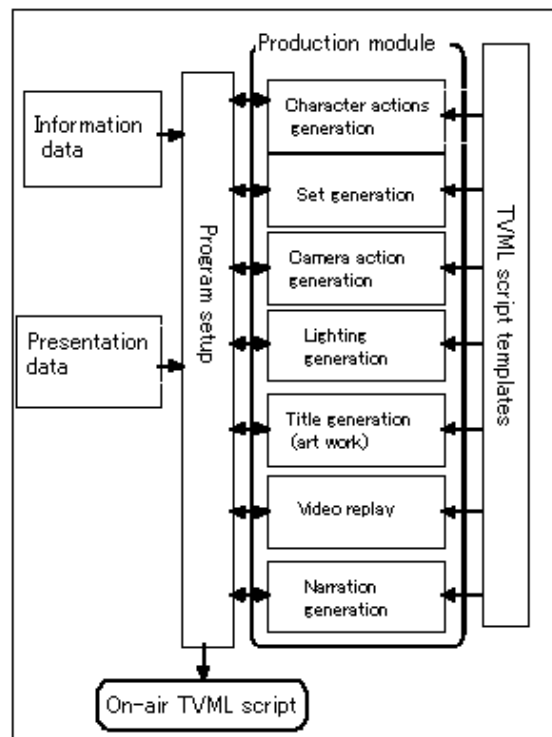 Production module
Information
data
Presentation
data
Program setup
Character actions
generation
Set generation
Camera action
generation
Lighting
generation
Title generation
(art work)
Video replay
Narration
generation
TVML script templates
On-air TVML script